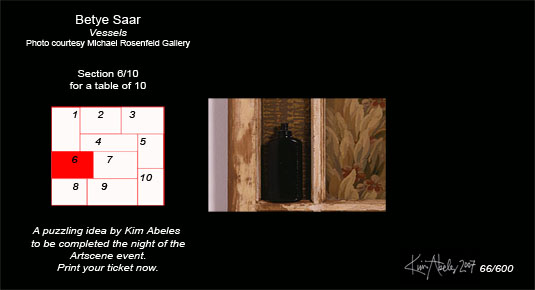 Betye Saar
Vessels
Photo courtesy Michael Rosenfeld Gallery
Section 6/10
for a table of 10
1 2 3
4 5
6 7
8 9 10
A puzzling idea by Kim Abeles
to be completed the night of the
Artscene event.
Print your ticket now.
Kim Abeles 2007 66/600